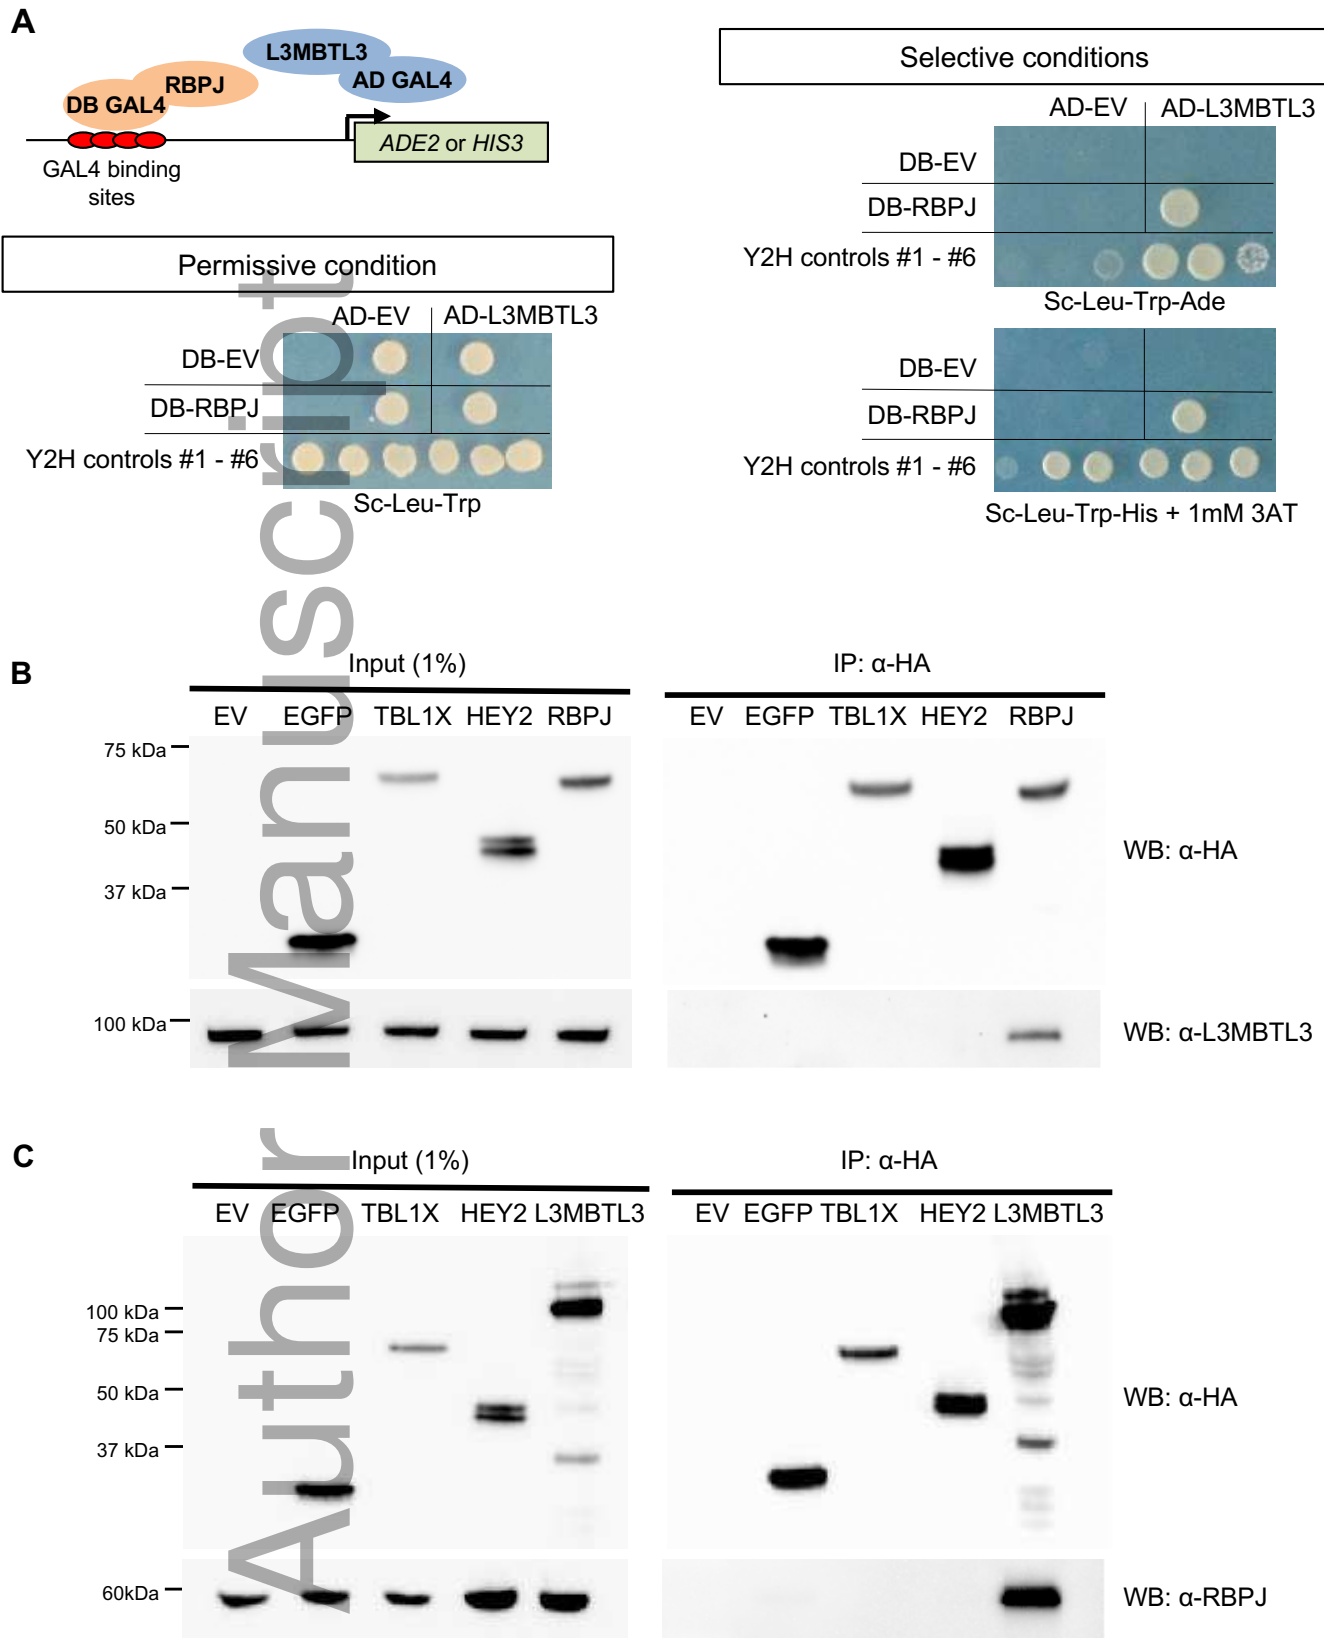 A
L3MBTL3
AD GAL4
RBPJ
DB GAL4
ADE2 or HIS3
GAL4 binding
sites
Permissive condition
AD-EV AD-L3MBTL3
DB-EV
DB-RBPJ
Y2H controls #1 - #6
Sc-Leu-Trp
Selective conditions
AD-EV AD-L3MBTL3
DB-EV
DB-RBPJ
Y2H controls #1 - #6
Sc-Leu-Trp-Ade
DB-EV
DB-RBPJ
Y2H controls #1 - #6
Sc-Leu-Trp-His + 1mM 3AT
B
Input (1%)
EV EGFP TBL1X HEY2 RBPJ
IP: α-HA
EV EGFP TBL1X HEY2 RBPJ
75 kDa
50 kDa
37 kDa
WB: α-HA
100 kDa
WB: α-L3MBTL3
C
Input (1%)
EV EGFP TBL1X HEY2 L3MBTL3
IP: α-HA
EV EGFP TBL1X HEY2 L3MBTL3
100 kDa
75 kDa
50 kDa
37 kDa
WB: α-HA
60kDa
WB: α-RBPJ
Author Manuscript